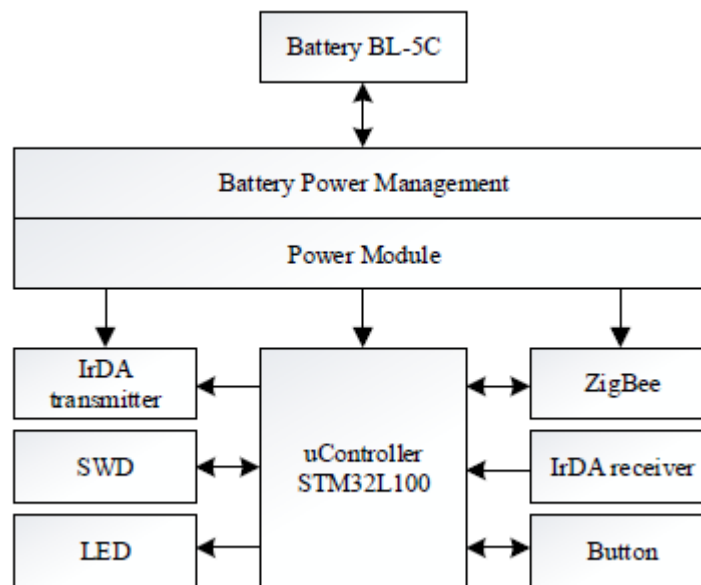 Battery BL-5C
Battery Power Management
Power Module
IrDA
transmitter
uController
STM32L100
ZigBee
SWD
IrDA receiver
LED
Button